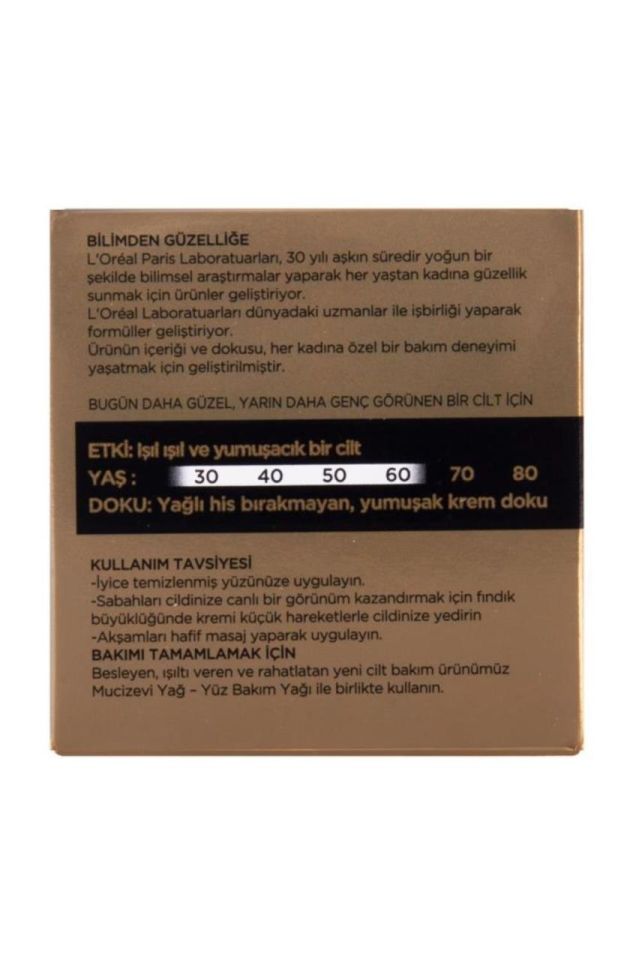 BİLİMDEN GÜZELLİĞE
L'Oréal Paris Laboratuarları, 30 yılı aşkın süredir yoğun bir
şekilde bilimsel araştırmalar yaparak her yaştan kadına güzellik
sunmak için ürünler geliştiriyor.
L'Oréal Laboratuarları dünyadaki uzmanlar ile işbirliği yaparak
formüller geliştiriyor.
Ürünün içeriği ve dokusu, her kadına özel bir bakım deneyimi
yaşatmak için geliştirilmiştir.
BUGÜN DAHA GÜZEL, YARIN DAHA GENÇ GÖRÜNEN BİR CİLT İÇİN
ETKİ: Işıl ışıl ve yumuşacık bir cilt
YAŞ : 30 40 50 60 70 80
DOKU: Yağlı his bırakmayan, yumuşak krem doku
KULLANIM TAVSİYESİ
-İyice temizlenmiş yüzünüze uygulayın.
-Sabahları cildinize canlı bir görünüm kazandırmak için fındık
büyüklüğünde kremi küçük hareketlerle cildinize yedirin
-Akşamları hafif masaj yaparak uygulayın.
BAKIMI TAMAMLAMAK İÇİN
Besleyen, ışıltı veren ve rahatlatan yeni cilt bakım ürünümüz
Mucizevi Yağ – Yüz Bakım Yağı ile birlikte kullanın.